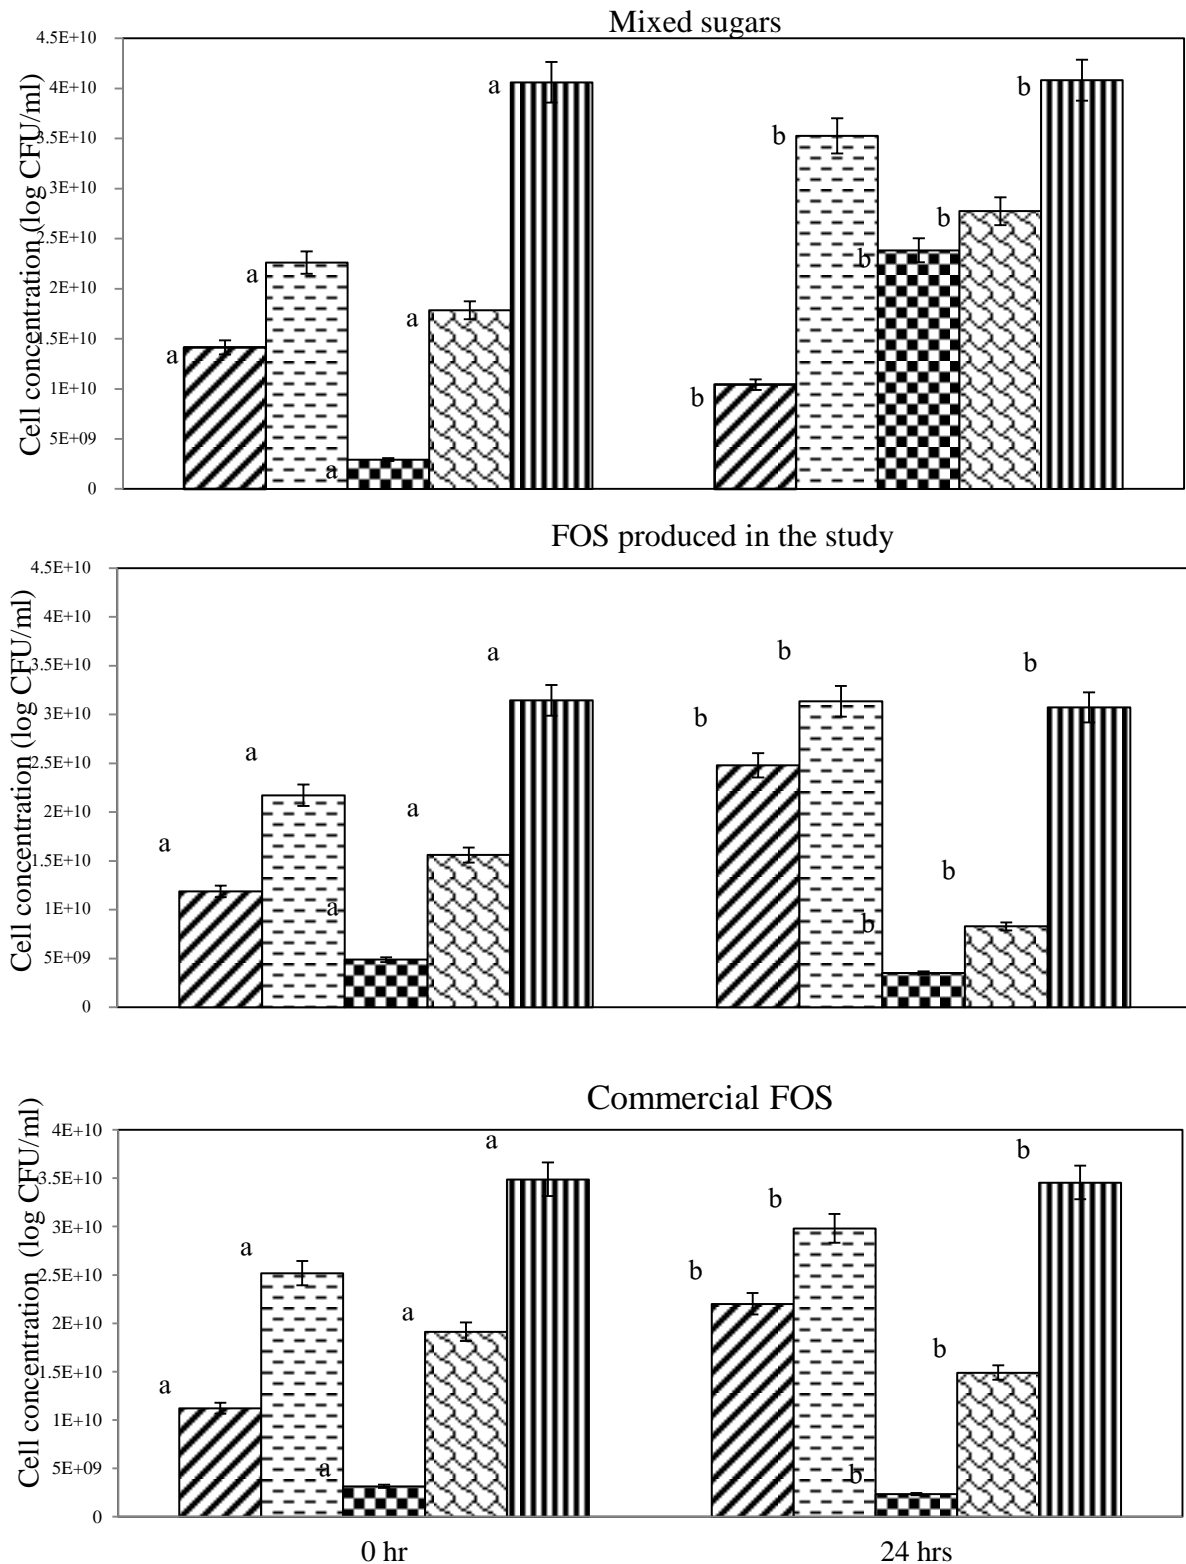 Mixed sugars
Cell concentration (log CFU/ml)
4.5E+10
4E+10
3.5E+10
3E+10
2.5E+10
2E+10
1.5E+10
1E+10
5E+09
0
a
a
a
a
a
b
b
b
b
b
FOS produced in the study
Cell concentration (log CFU/ml)
4.5E+10
4E+10
3.5E+10
3E+10
2.5E+10
2E+10
1.5E+10
1E+10
5E+09
0
a
a
a
a
a
b
b
b
b
b
Commercial FOS
Cell concentration (log CFU/ml)
4E+10
3.5E+10
3E+10
2.5E+10
2E+10
1.5E+10
1E+10
5E+09
0
a
a
a
a
a
b
b
b
b
b
0 hr
24 hrs